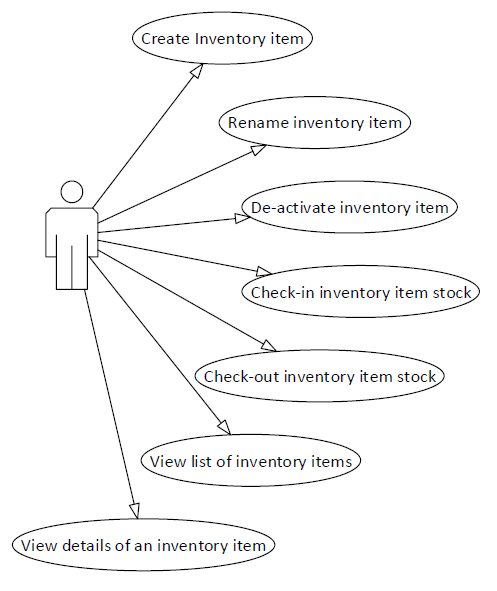 Create Inventory item
Rename inventory item
De-activate inventory item
Check-in inventory item stock
Check-out inventory item stock
View list of inventory items
View details of an inventory item